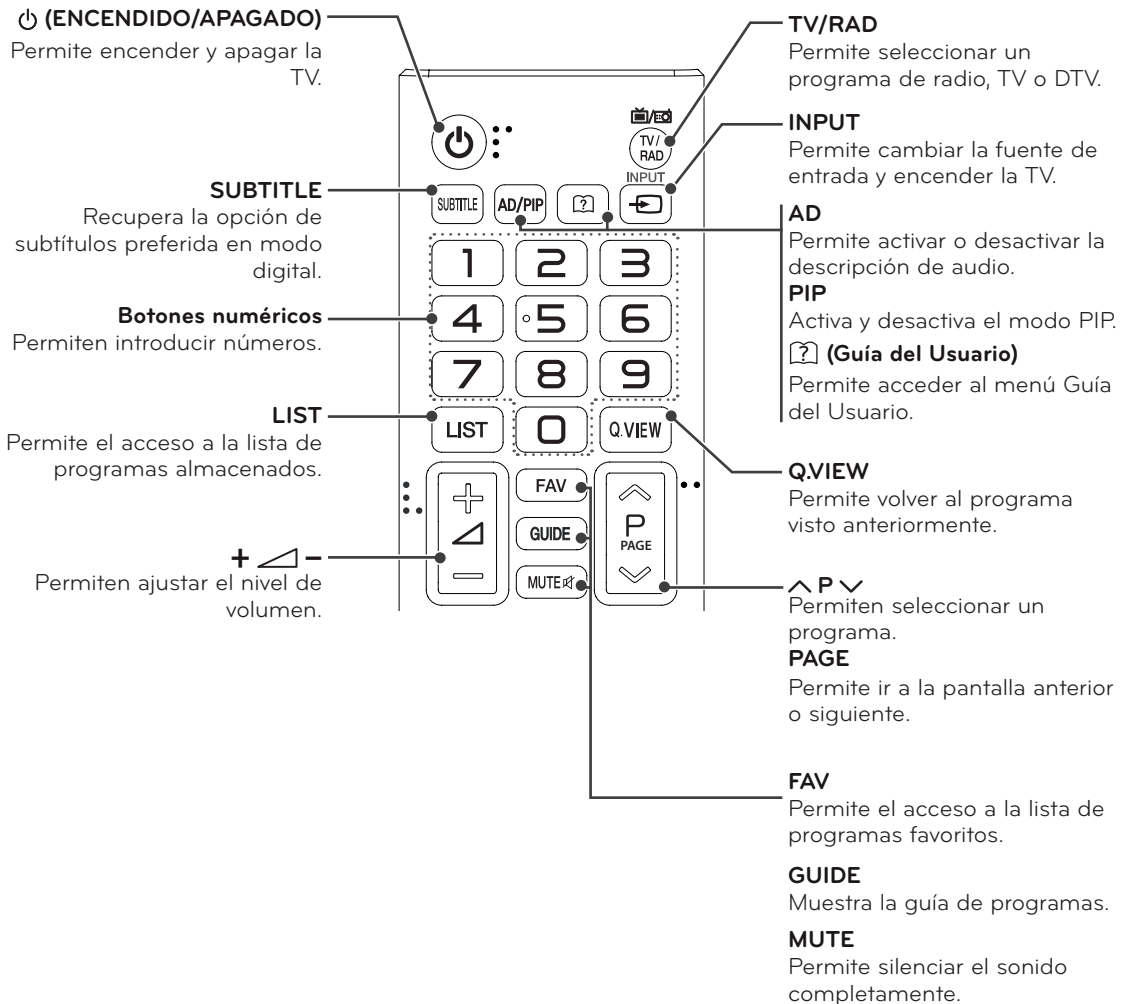 (ENCENDIDO/APAGADO)
Permite encender y apagar la
TV.
SUBTITLE
Recupera la opción de
subtítulos preferida en modo
digital.
Botones numéricos
Permiten introducir números.
LIST
Permite el acceso a la lista de
programas almacenados.
+ -
Permiten ajustar el nivel de
volumen.
TV/
RAD
INPUT
SUBTITLE
AD/PIP
?
1
2
3
4
5
6
7
8
9
LIST
0
Q.VIEW
+
-
FAV
GUIDE
MUTE
P
PAGE
TV/RAD
Permite seleccionar un
programa de radio, TV o DTV.
INPUT
Permite cambiar la fuente de
entrada y encender la TV.
AD
Permite activar o desactivar la
descripción de audio.
PIP
Activa y desactiva el modo PIP.
? (Guía del Usuario)
Permite acceder al menú Guía
del Usuario.
Q.VIEW
Permite volver al programa
visto anteriormente.
P
Permiten seleccionar un
programa.
PAGE
Permite ir a la pantalla anterior
o siguiente.
FAV
Permite el acceso a la lista de
programas favoritos.
GUIDE
Muestra la guía de programas.
MUTE
Permite silenciar el sonido
completamente.